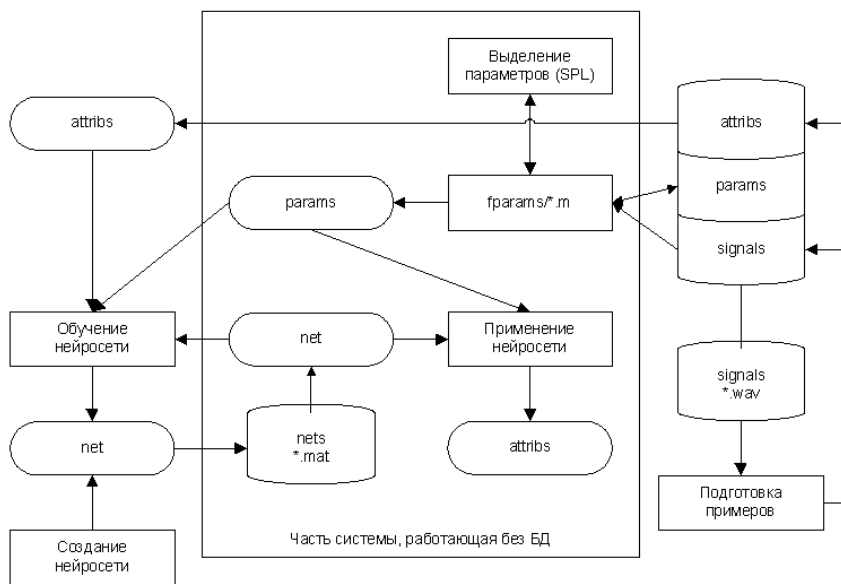 Выделение
параметров (SPL)
attribs
attribs
params
fparams/*.m
params
signals
Обучение
нейросети
net
Применение
нейросети
signals
*.wav
net
nets
*.mat
attribs
Подготовка
примеров
Создание
нейросети
Часть системы, работающая без БД